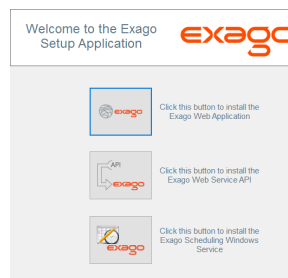 Welcome to the Exago
Setup Application
exago
exago
Click this button to install the
Exago Web Application
API
exago
Click this button to install the
Exago Web Service API
exago
Click this button to install the
Exago Scheduling Windows
Service